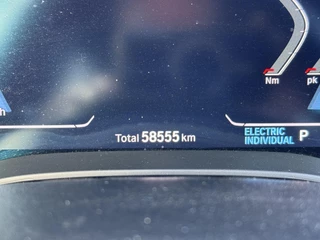 Nm
pk
h
Total 58555 km
ELECTRIC
INDIVIDUAL P